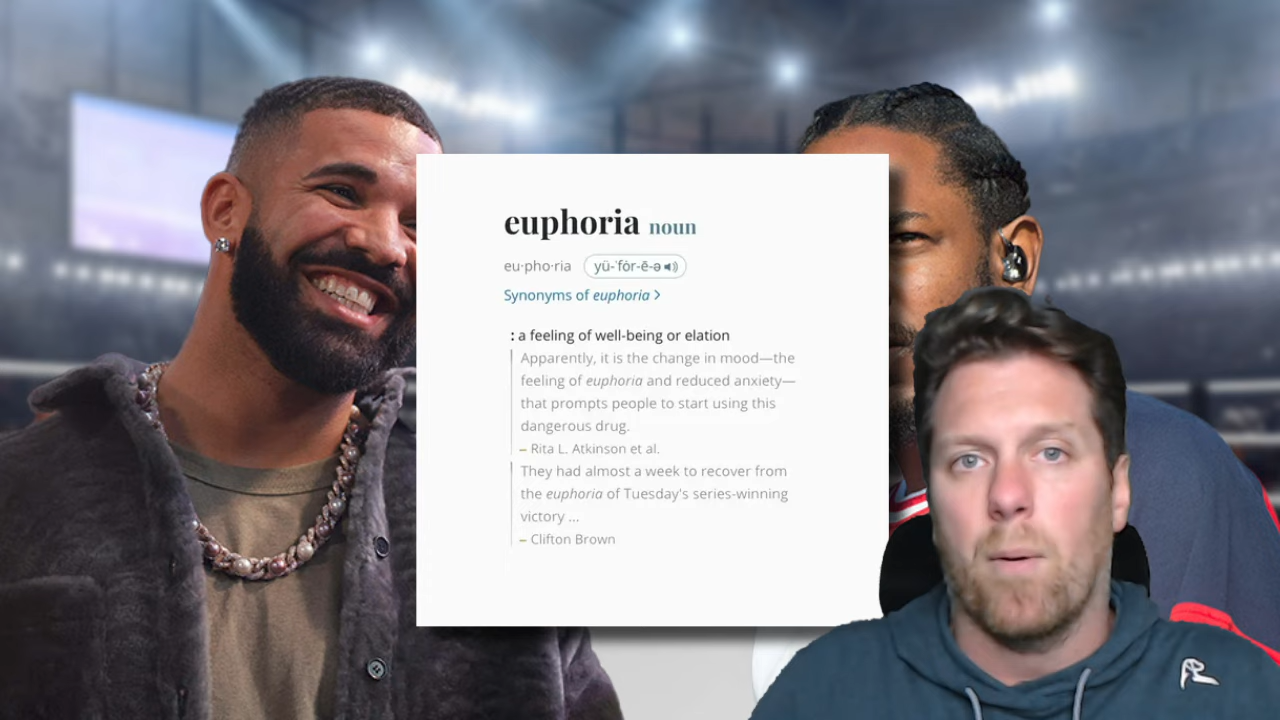 euphoria noun
eu·pho·ria yü-ˈfȯr-ē-ə
Synonyms of euphoria
: a feeling of well-being or elation
Apparently, it is the change in mood—the
feeling of euphoria and reduced anxiety—
that prompts people to start using this
dangerous drug.
– Rita L. Atkinson et al.
They had almost a week to recover from
the euphoria of Tuesday's series-winning
victory ...
– Clifton Brown